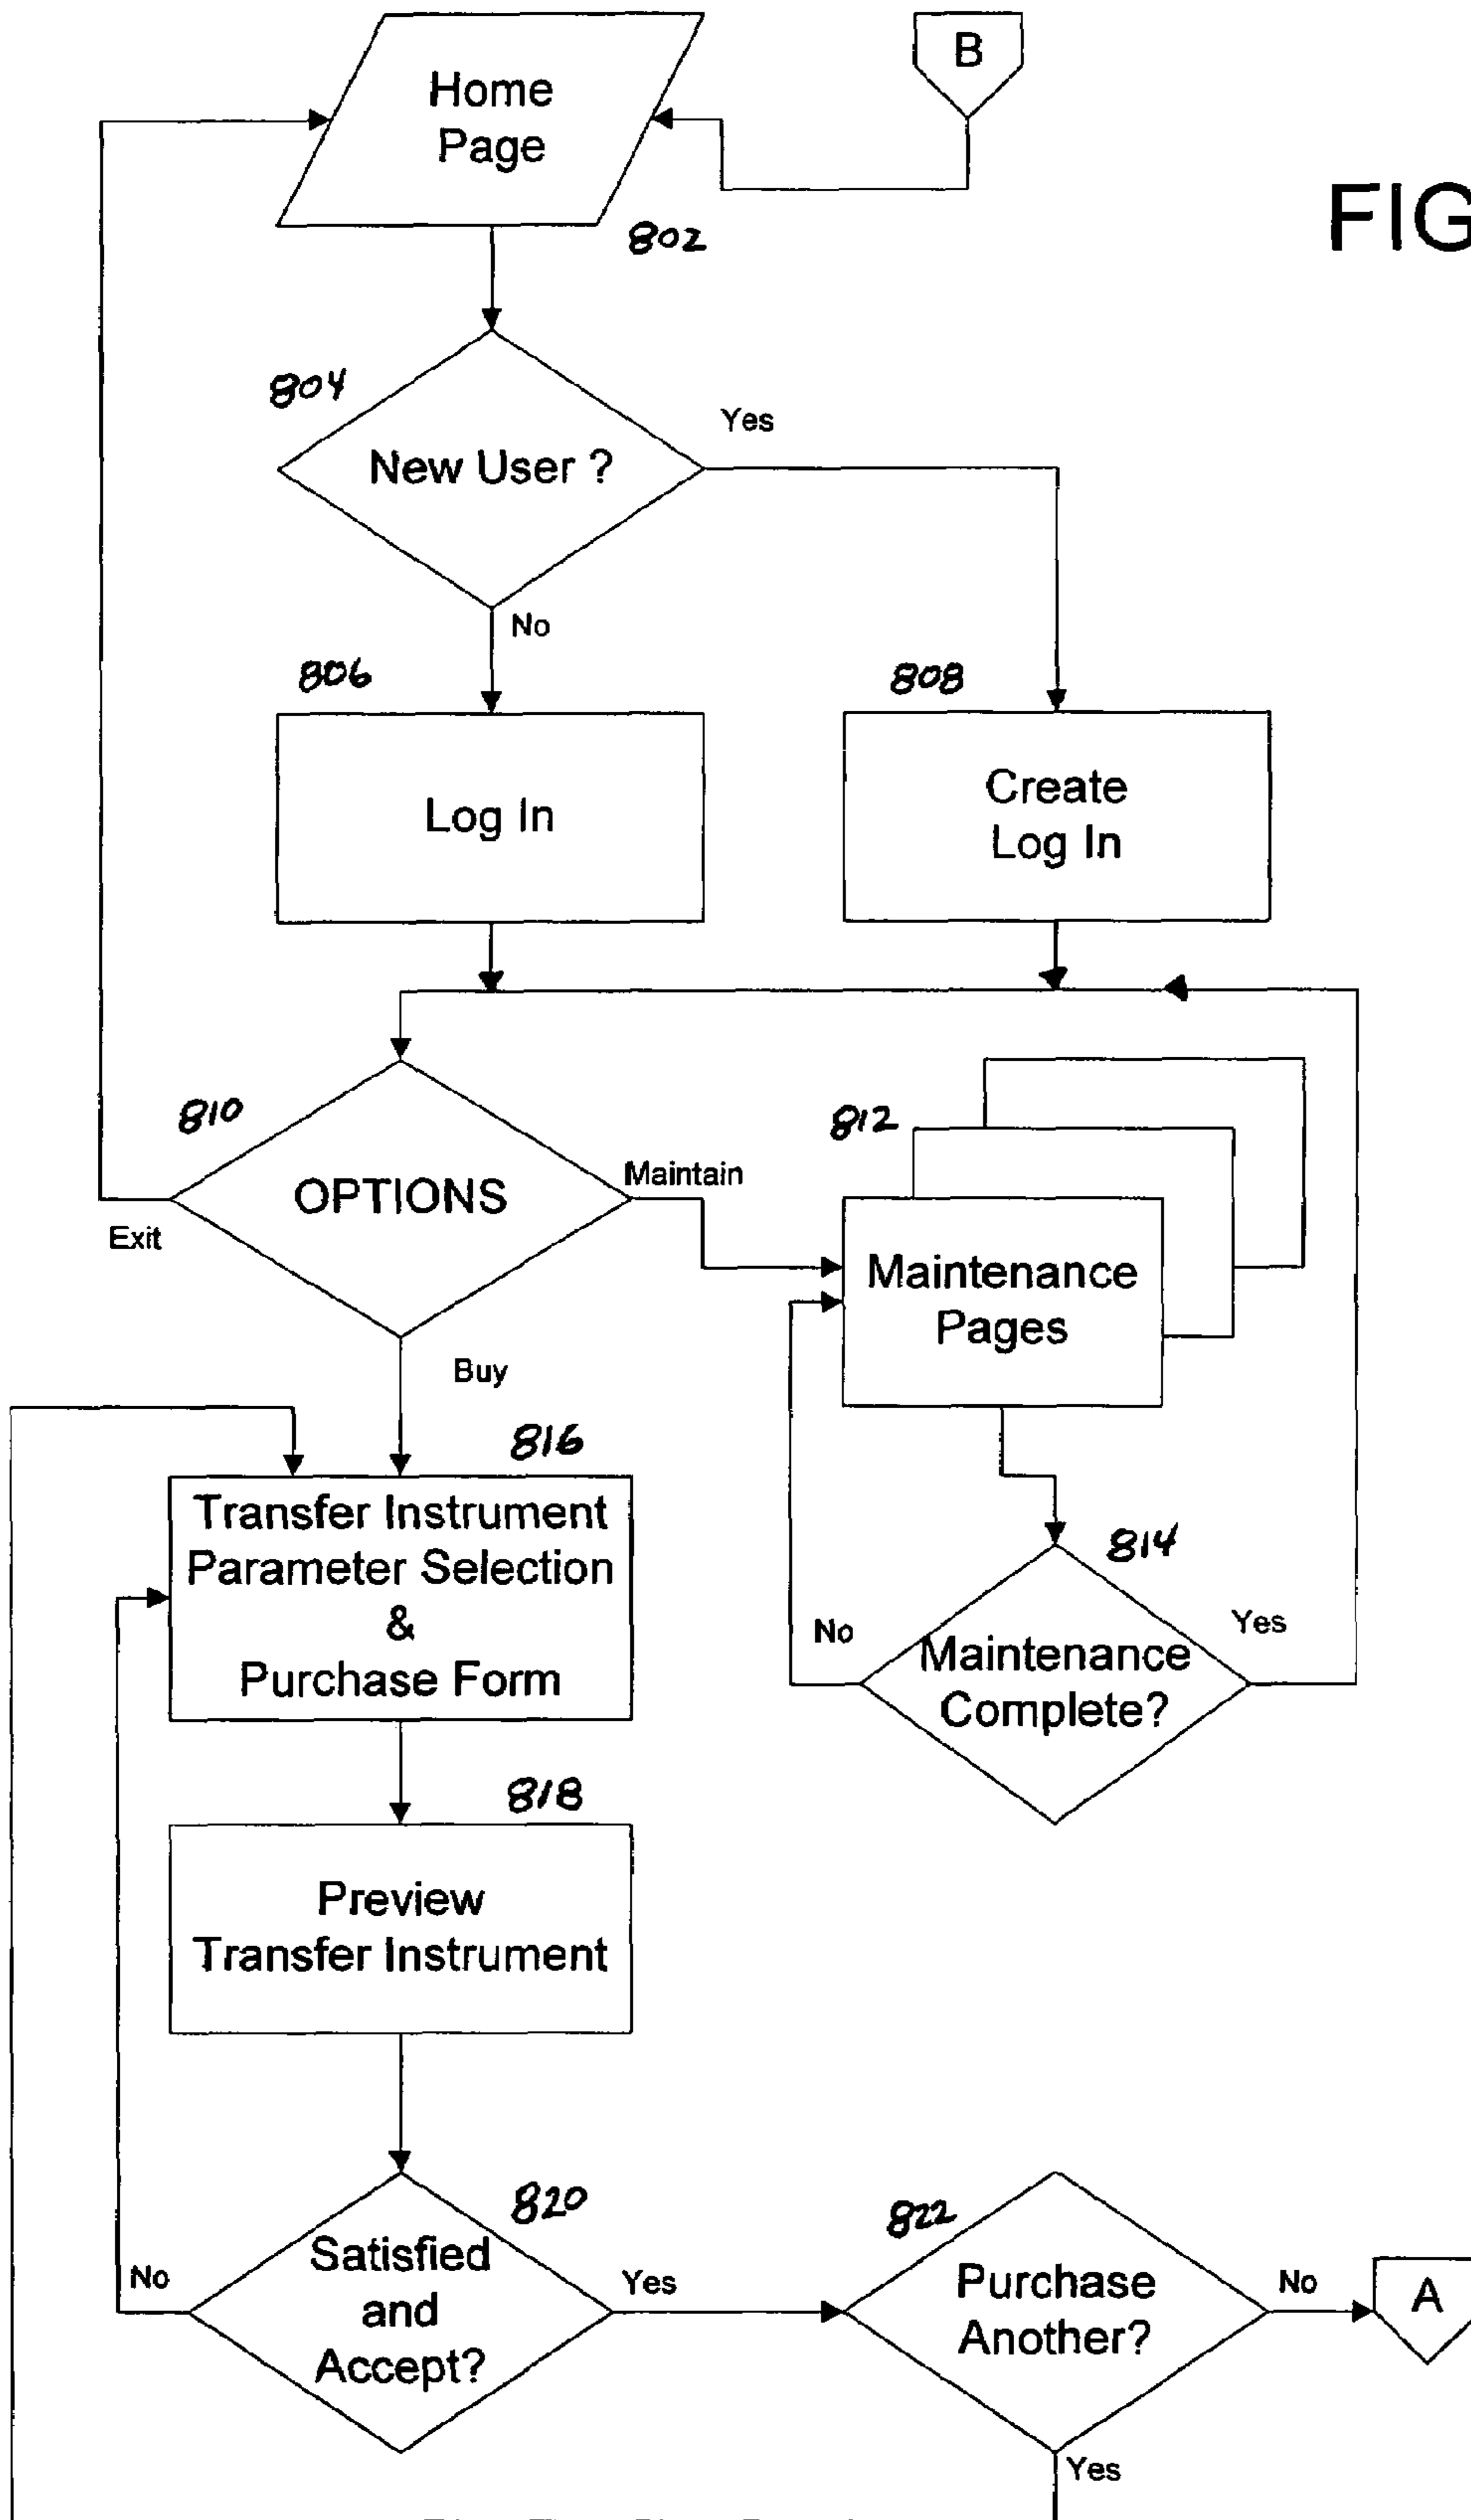 Home
Page
B
FIG
802
804
New User ?
Yes
No
806
808
Log In
Create
Log In
810
OPTIONS
Maintain
Exit
Buy
812
Maintenance
Pages
816
Transfer Instrument
Parameter Selection
&
Purchase Form
814
Maintenance
Complete?
No
Yes
818
Preview
Transfer Instrument
820
Satisfied
and
Accept?
No
Yes
822
Purchase
Another?
No
A
Yes